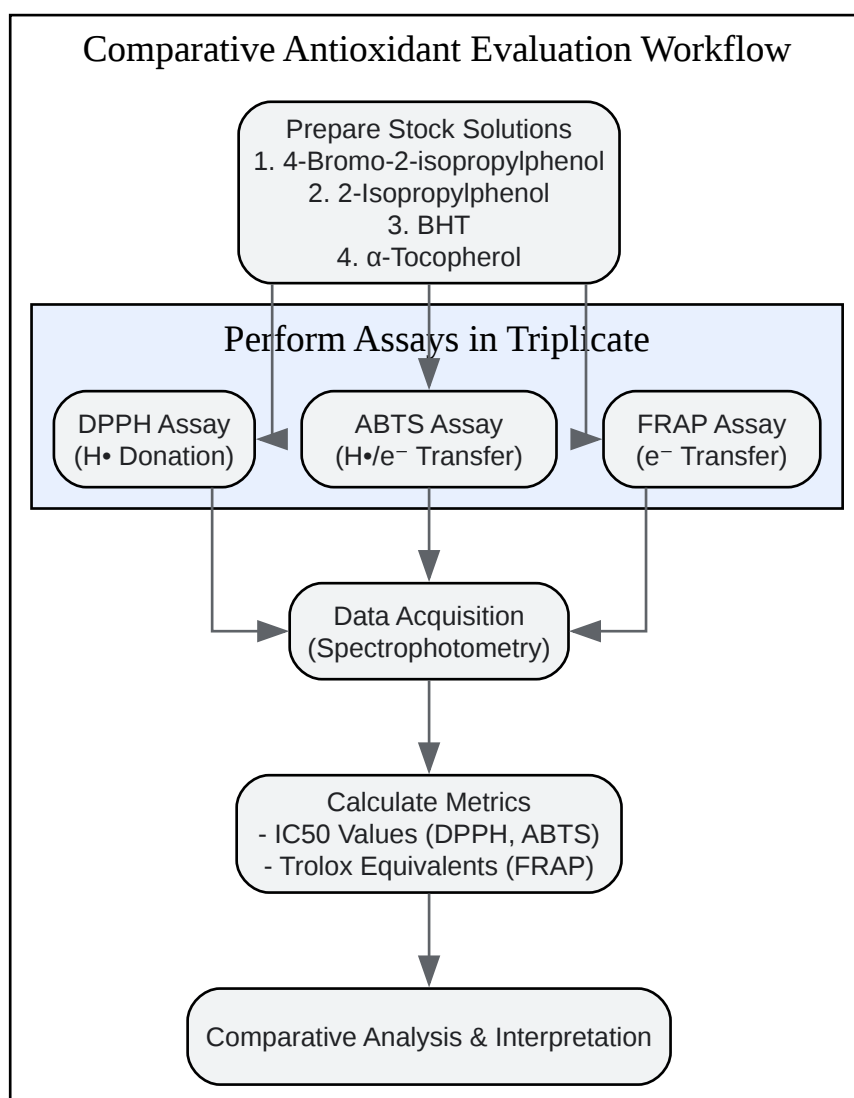 Comparative Antioxidant Evaluation Workflow
Prepare Stock Solutions
1. 4-Bromo-2-isopropylphenol
2. 2-Isopropylphenol
3. BHT
4. α-Tocopherol
Perform Assays in Triplicate
DPPH Assay
(H• Donation)
ABTS Assay
(H•/e⁻ Transfer)
FRAP Assay
(e⁻ Transfer)
Data Acquisition
(Spectrophotometry)
Calculate Metrics
- IC50 Values (DPPH, ABTS)
- Trolox Equivalents (FRAP)
Comparative Analysis & Interpretation